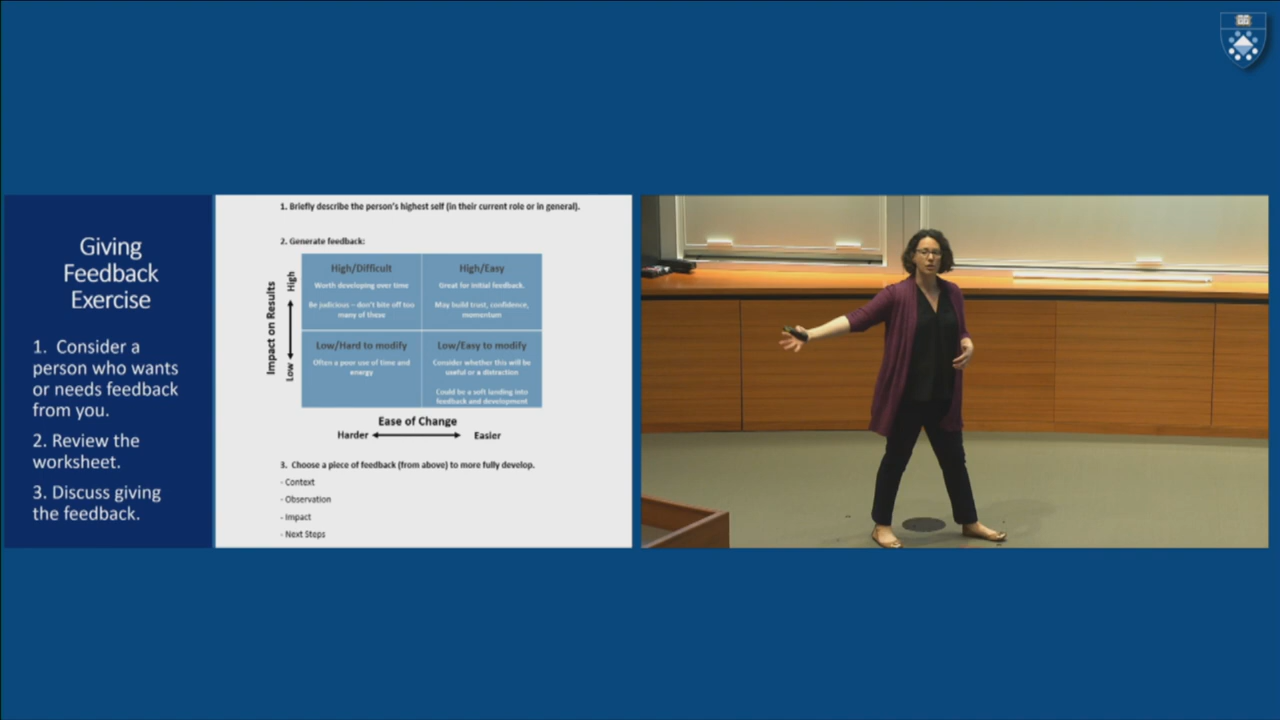 Giving
Feedback
Exercise
1. Consider a
person who wants
or needs feedback
from you.
2. Review the
worksheet.
3. Discuss giving
the feedback.
1. Briefly describe the person's highest self (in their current role or in general).
2. Generate feedback:
Impact on Results
High
Low
High/Difficult
Worth developing over time
Be judicious – don't bite off too
many of these
High/Easy
Great for initial feedback.
May build trust, confidence,
momentum
Low/Hard to modify
Often a poor use of time and
energy
Low/Easy to modify
Consider whether this will be
useful or a distraction
Could be a soft landing into
feedback and development
Ease of Change
Harder
Easier
3. Choose a piece of feedback (from above) to more fully develop.
- Context
- Observation
- Impact
- Next Steps